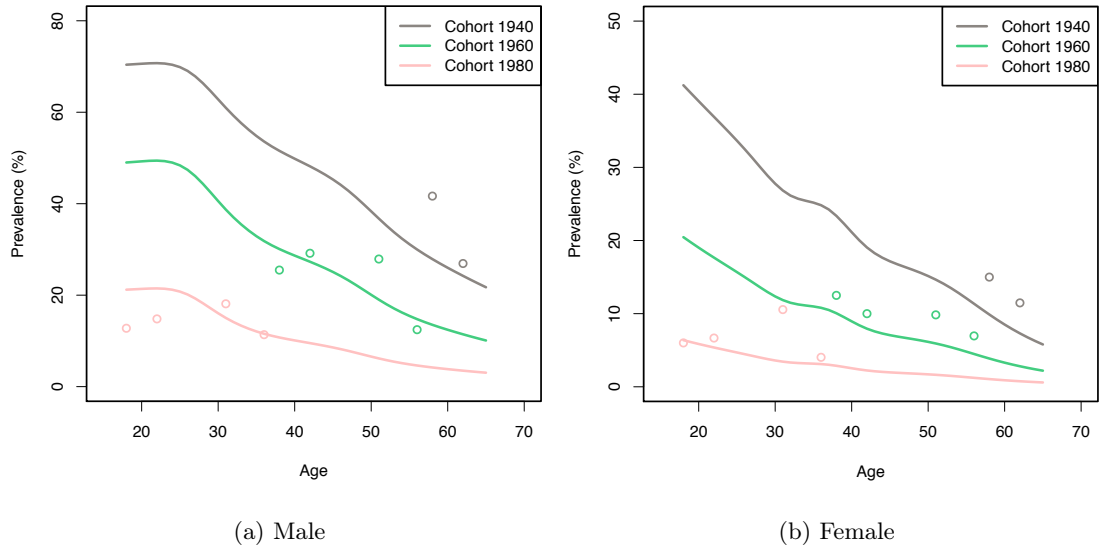 Cohort 1940
Cohort 1960
Cohort 1980
Prevalence (%)
80
60
40
20
0
20 30 40 50 60 70
Age
(a) Male
Cohort 1940
Cohort 1960
Cohort 1980
Prevalence (%)
50
40
30
20
10
0
20 30 40 50 60 70
Age
(b) Female